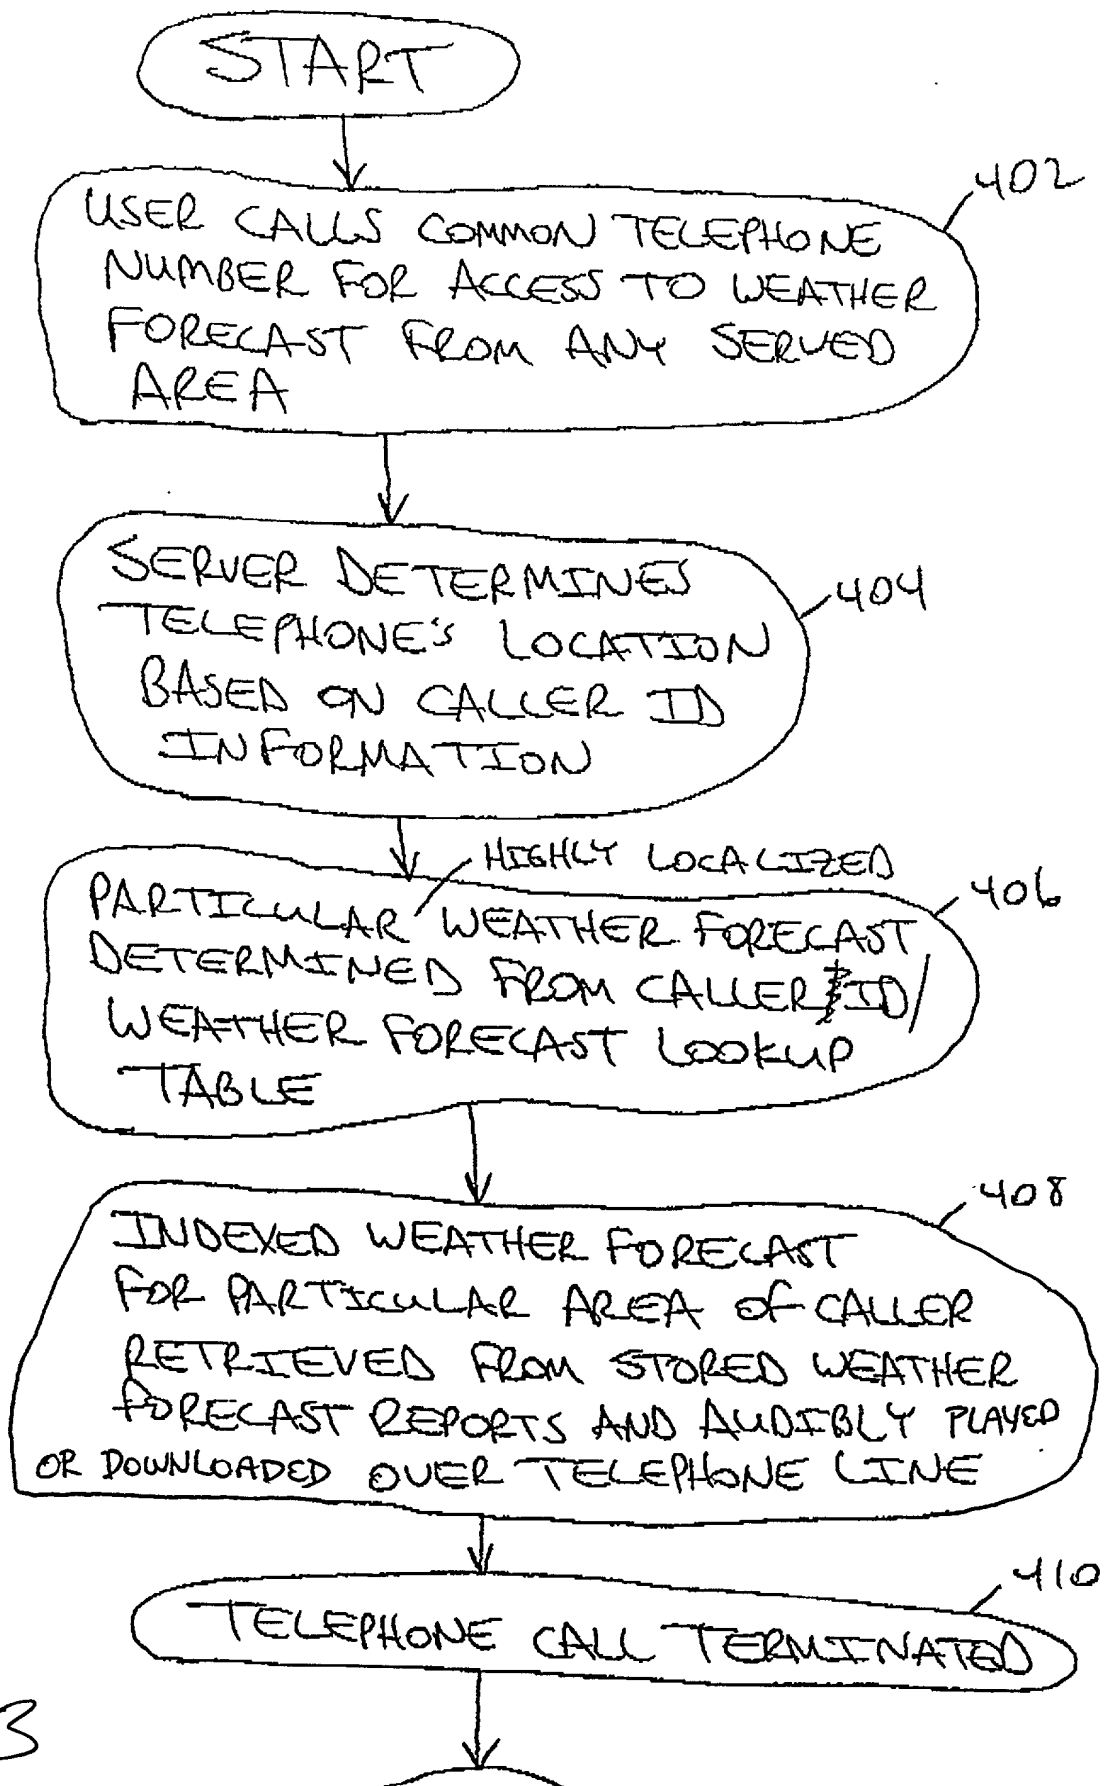 START
402
USER CALLS COMMON TELEPHONE
NUMBER FOR ACCESS TO WEATHER
FORECAST FROM ANY SERVED
AREA
SERVER DETERMINES
404
TELEPHONE'S LOCATION
BASED ON CALLER ID
INFORMATION
HIGHLY LOCALIZED
406
PARTICULAR WEATHER FORECAST
DETERMINED FROM CALLER ID/
WEATHER FORECAST LOOKUP
TABLE
408
INDEXED WEATHER FORECAST
FOR PARTICULAR AREA OF CALLER
RETRIEVED FROM STORED WEATHER
FORECAST REPORTS AND AUDIBLY PLAYED
OR DOWNLOADED OVER TELEPHONE LINE
410
TELEPHONE CALL TERMINATED
3